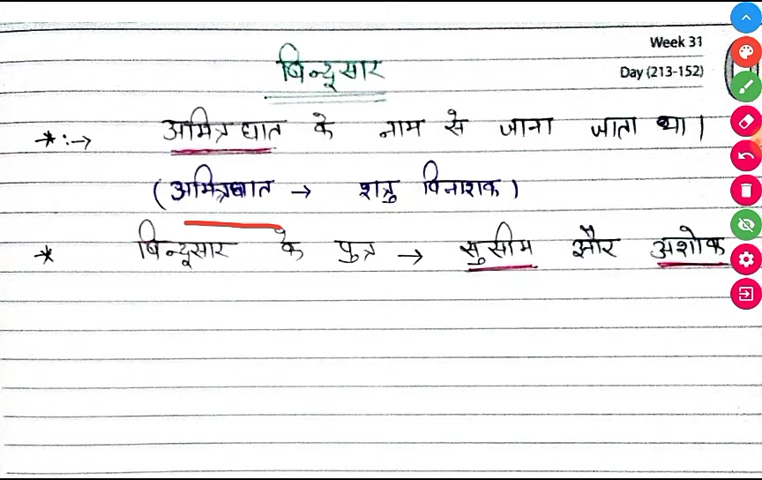 Week 31
बिन्दूसार
Day (213-152)
*:→ अमित्रघात के नाम से जाना जाता था।
(अमित्रघात → शत्रु विनाशक)
* बिन्दूसार के पुत्र → सुसीम और अशोक